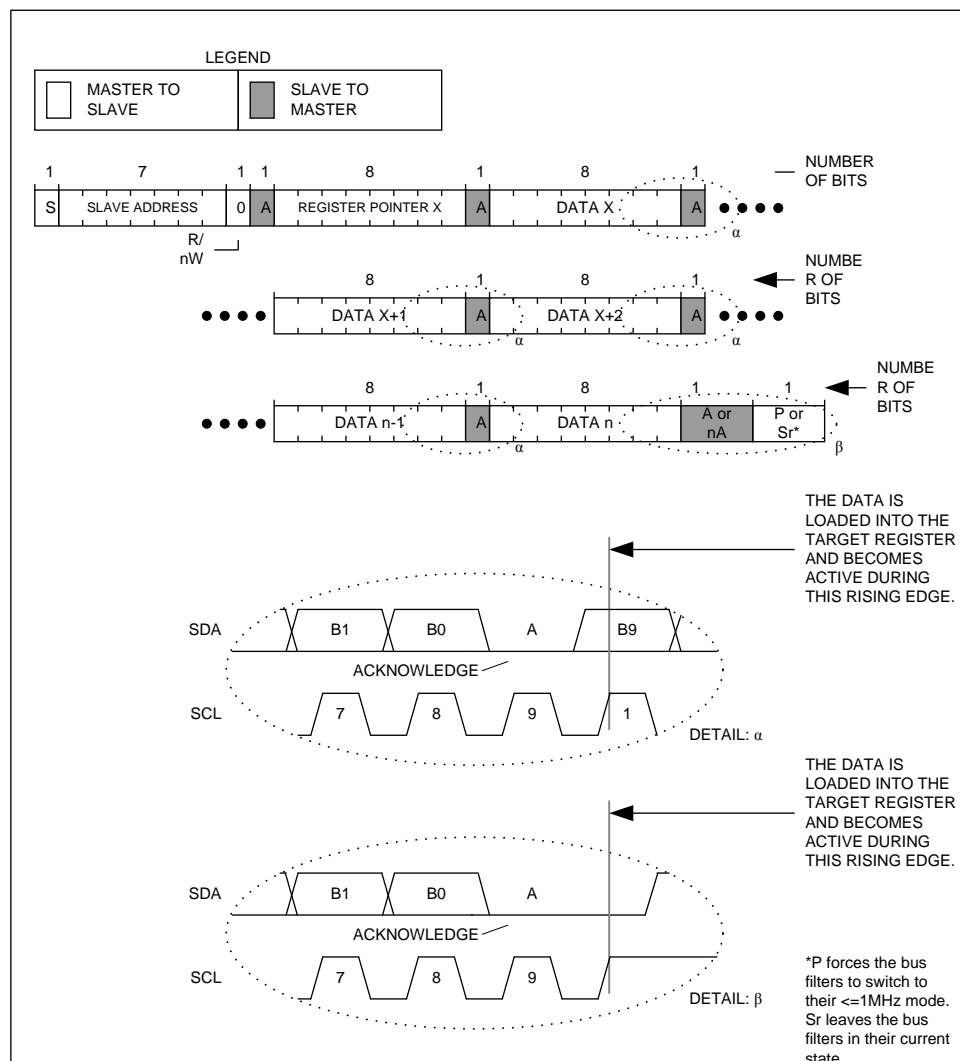 LEGEND
MASTER TO
SLAVE
SLAVE TO
MASTER
1 7 1 1 8 1 8 1
NUMBER
OF BITS
S SLAVE ADDRESS 0 A REGISTER POINTER X A DATA X A
α
R/
nW
8 1 8 1
NUMBE
R OF
BITS
DATA X+1 A DATA X+2 A
α α
8 1 8 1 1
NUMBE
R OF
BITS
DATA n-1 A DATA n A or
nA P or
Sr*
α β
THE DATA IS
LOADED INTO THE
TARGET REGISTER
AND BECOMES
ACTIVE DURING
THIS RISING EDGE.
SDA B1 B0 A B9
ACKNOWLEDGE
SCL 7 8 9 1
DETAIL: α
THE DATA IS
LOADED INTO THE
TARGET REGISTER
AND BECOMES
ACTIVE DURING
THIS RISING EDGE.
SDA B1 B0 A
ACKNOWLEDGE
SCL 7 8 9
DETAIL: β
*P forces the bus
filters to switch to
their <=1MHz mode.
Sr leaves the bus
filters in their current
state